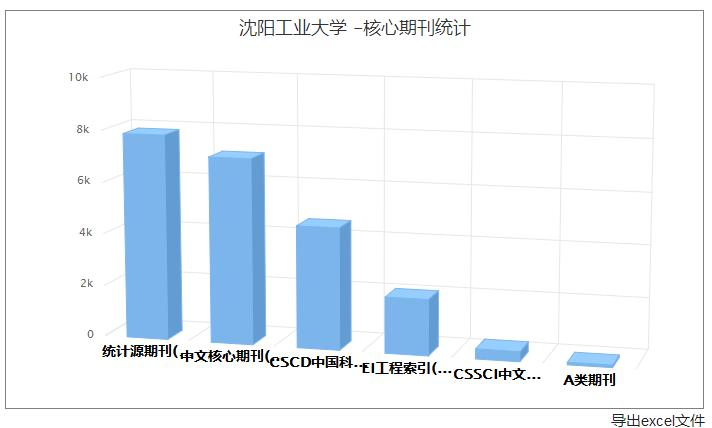 沈阳工业大学 -核心期刊统计
10k
8k
6k
4k
2k
0
统计源期刊(...
中文核心期刊(...
CSCD中国科...
EI工程索引(...
CSSCI中文...
A类期刊
导出excel文件